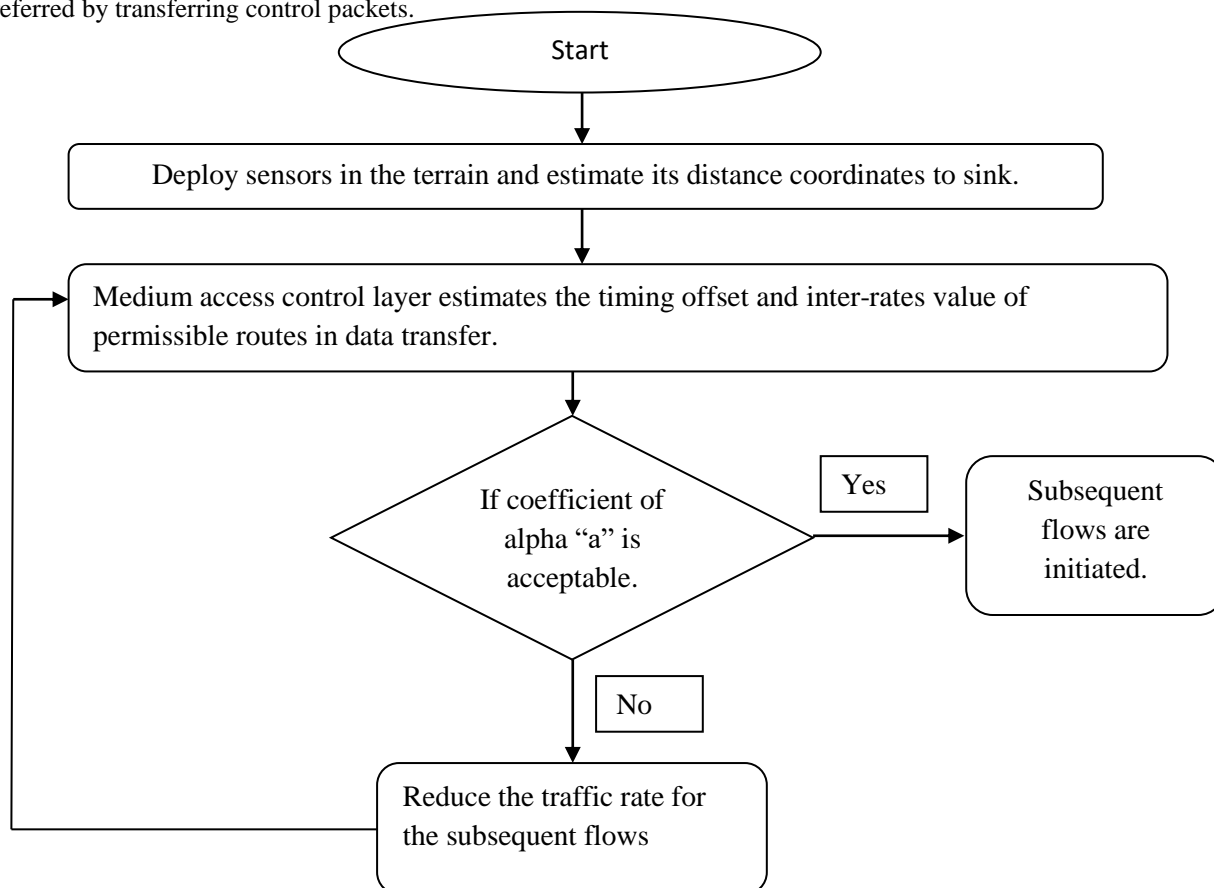 eferred by transferring control packets.
Start
Deploy sensors in the terrain and estimate its distance coordinates to sink.
Medium access control layer estimates the timing offset and inter-rates value of
permissible routes in data transfer.
If coefficient of
alpha “a” is
acceptable.
Yes
Subsequent
flows are
initiated.
No
Reduce the traffic rate for
the subsequent flows